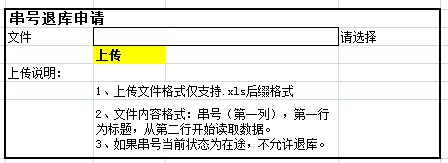 串号退库申请
文件 请选择
上传
上传说明：
1、上传文件格式仅支持.xls后缀格式
2、文件内容格式：串号（第一列），第一行
为标题，从第二行开始读取数据。
3、如果串号当前状态为在途，不允许退库。